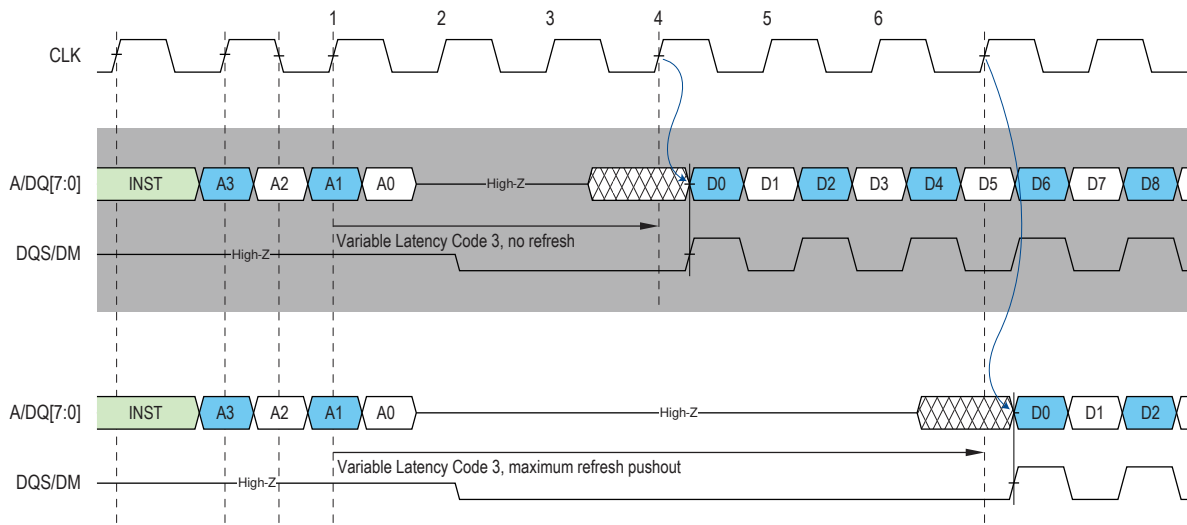 1 2 3 4 5 6
CLK
A/DQ[7:0] INST A3 A2 A1 A0 High-Z D0 D1 D2 D3 D4 D5 D6 D7 D8
Variable Latency Code 3, no refresh
DQS/DM High-Z
A/DQ[7:0] INST A3 A2 A1 A0 High-Z D0 D1 D2
Variable Latency Code 3, maximum refresh pushout
DQS/DM High-Z